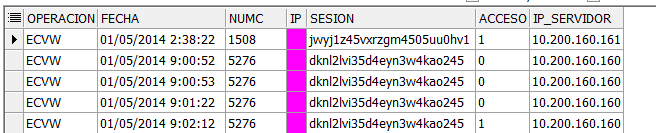 OPERACION FECHA NUMC IP SESION ACCESO IP_SERVIDOR
ECVW 01/05/2014 2:38:22 1508 jwyj1z45vxrzgm4505uu0hv1 1 10.200.160.161
ECVW 01/05/2014 9:00:52 5276 dknl2lvi35d4eyn3w4kao245 0 10.200.160.160
ECVW 01/05/2014 9:00:53 5276 dknl2lvi35d4eyn3w4kao245 0 10.200.160.160
ECVW 01/05/2014 9:01:22 5276 dknl2lvi35d4eyn3w4kao245 0 10.200.160.160
ECVW 01/05/2014 9:02:12 5276 dknl2lvi35d4eyn3w4kao245 1 10.200.160.160